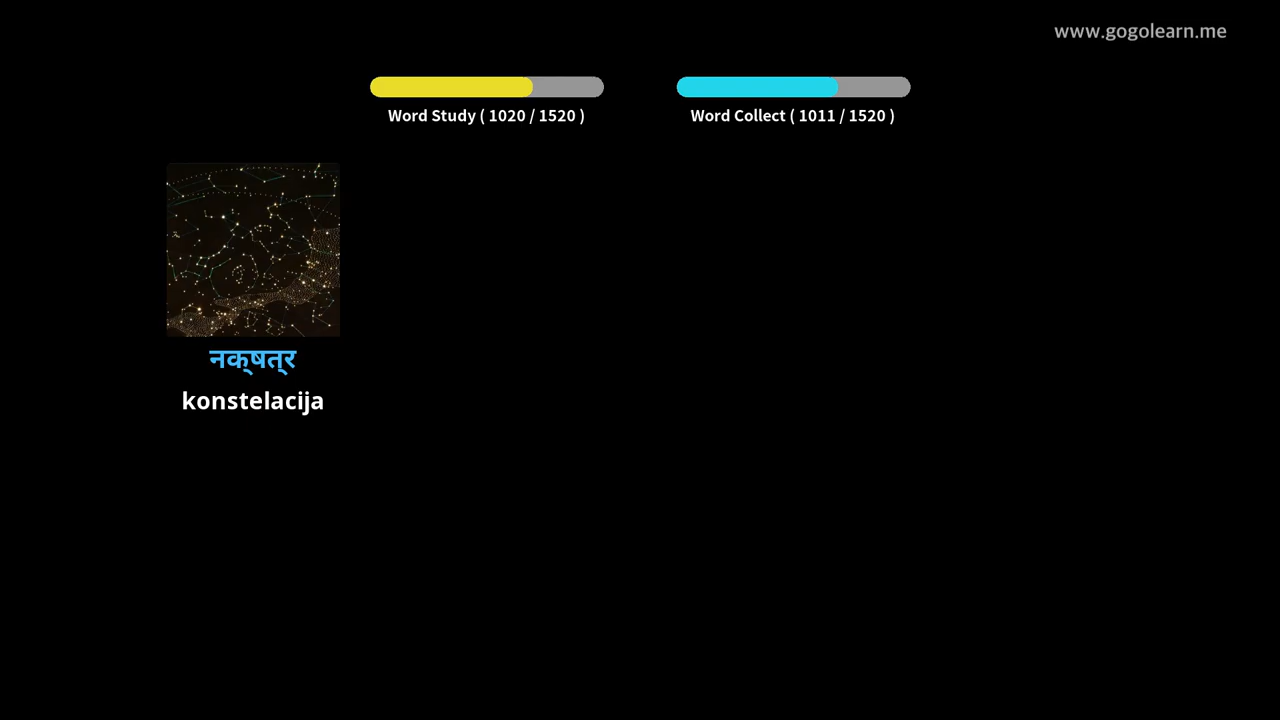 www.gogolearn.me
Word Study ( 1020 / 1520 )
Word Collect ( 1011 / 1520 )
नक्षत्र
konstelacija